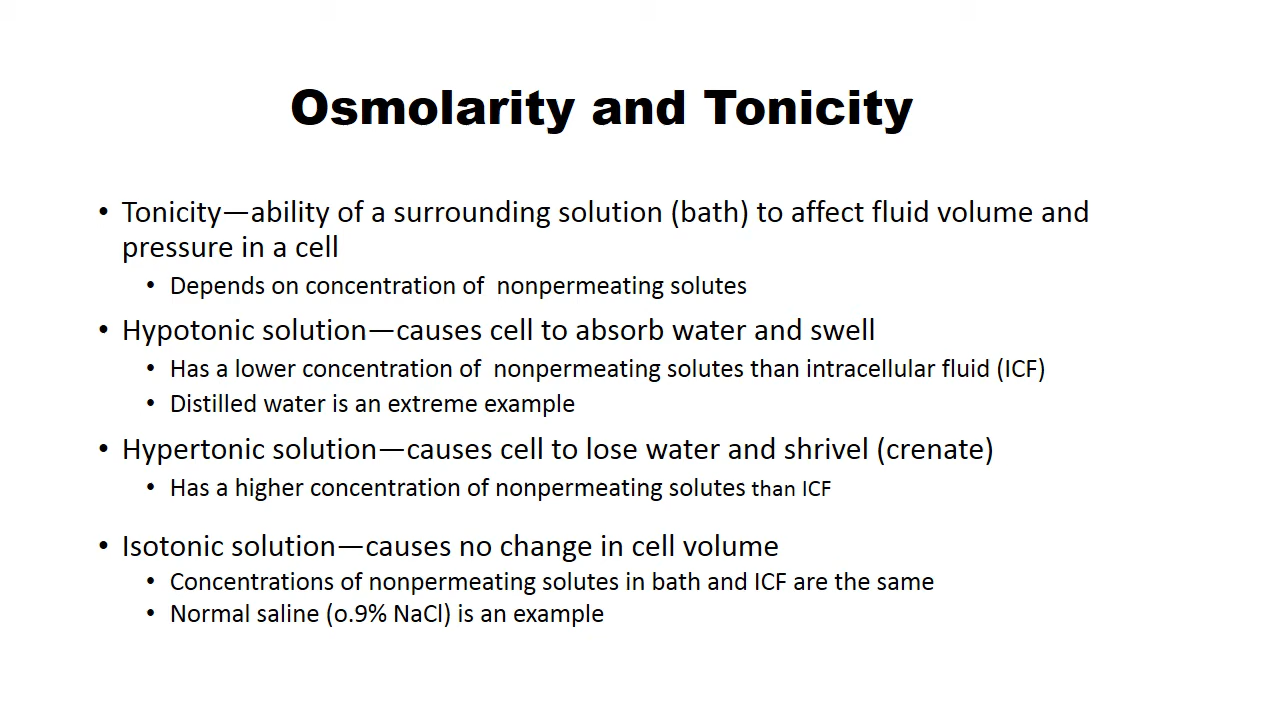 Osmolarity and Tonicity
• Tonicity—ability of a surrounding solution (bath) to affect fluid volume and
pressure in a cell
• Depends on concentration of  nonpermeating solutes
• Hypotonic solution—causes cell to absorb water and swell
• Has a lower concentration of  nonpermeating solutes than intracellular fluid (ICF)
• Distilled water is an extreme example
• Hypertonic solution—causes cell to lose water and shrivel (crenate)
• Has a higher concentration of nonpermeating solutes than ICF
• Isotonic solution—causes no change in cell volume
• Concentrations of nonpermeating solutes in bath and ICF are the same
• Normal saline (o.9% NaCl) is an example